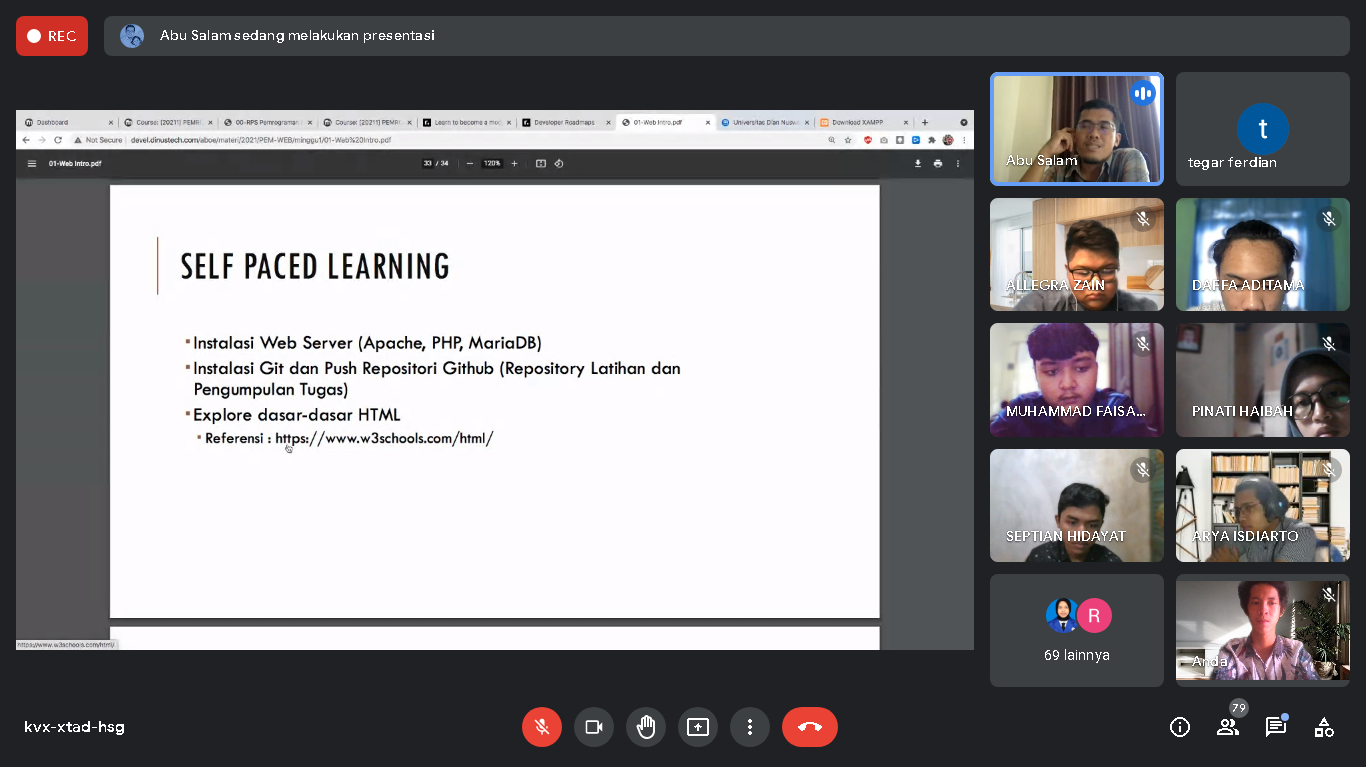 REC
Abu Salam sedang melakukan presentasi
Dashboard
Course: [20211] PEMR
00-RPS Pemrograman
Course: [20211] PEMR
Learn to become a mo
Developer Roadmaps
01-Web Intro.pdf
Universitas Dian Nuswan
Download XAMPP
Not Secure | devel.dinustech.com/aboe/materi/2021/PEM-WEB/minggu1/01-Web%20Intro.pdf
01-Web Intro.pdf
33 / 34
120%
SELF PACED LEARNING
Instalasi Web Server (Apache, PHP, MariaDB)
Instalasi Git dan Push Repositori Github (Repository Latihan dan
Pengumpulan Tugas)
Explore dasar-dasar HTML
Referensi : https://www.w3schools.com/html/
https://www.w3schools.com/html/
Abu Salam
t
tegar ferdian
ALLEGRA ZAIN
DAFFA ADITAMA
MUHAMMAD FAISA...
PINATI HAIBAH
SEPTIAN HIDAYAT
ARYA ISDIARTO
R
69 lainnya
Anda
kvx-xtad-hsg
79